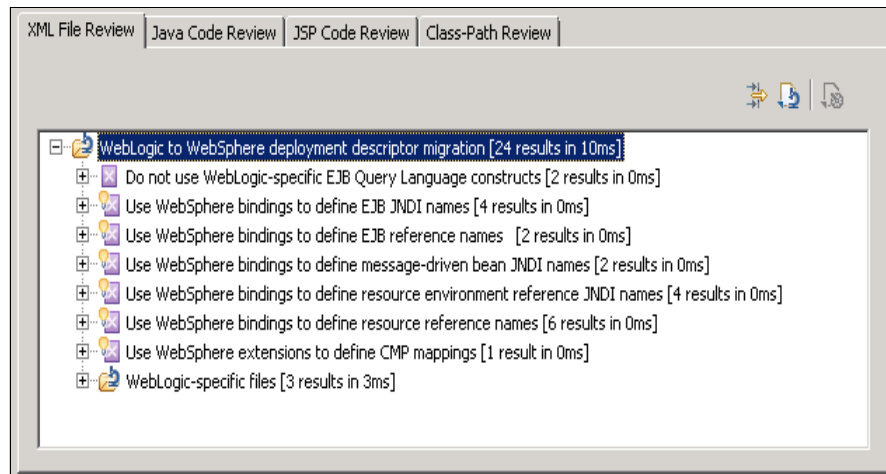 XML File Review Java Code Review JSP Code Review Class-Path Review
WebLogic to WebSphere deployment descriptor migration [24 results in 10ms]
Do not use WebLogic-specific EJB Query Language constructs [2 results in 0ms]
Use WebSphere bindings to define EJB JNDI names [4 results in 0ms]
Use WebSphere bindings to define EJB reference names [2 results in 0ms]
Use WebSphere bindings to define message-driven bean JNDI names [2 results in 0ms]
Use WebSphere bindings to define resource environment reference JNDI names [4 results in 0ms]
Use WebSphere bindings to define resource reference names [6 results in 0ms]
Use WebSphere extensions to define CMP mappings [1 result in 0ms]
WebLogic-specific files [3 results in 3ms]